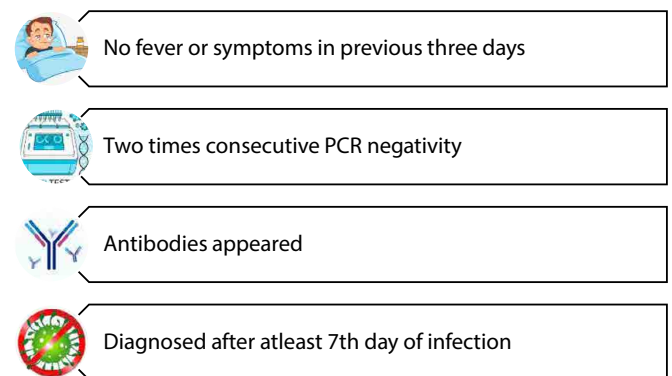 No fever or symptoms in previous three days
Two times consecutive PCR negativity
Antibodies appeared
Diagnosed after atleast 7th day of infection